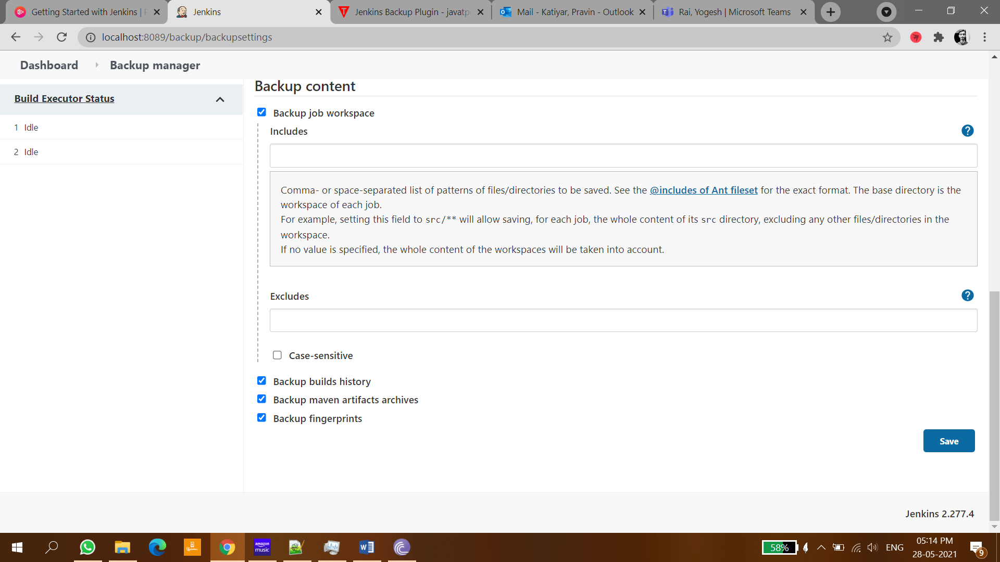 Getting Started with Jenkins |
Jenkins
Jenkins Backup Plugin - javatp
Mail - Katiyar, Pravin - Outlook
Rai, Yogesh | Microsoft Teams
localhost:8089/backup/backupsettings
Dashboard
Backup manager
Build Executor Status
1 Idle
2 Idle
Backup content
Backup job workspace
Includes
?
Comma- or space-separated list of patterns of files/directories to be saved. See the @includes of Ant fileset for the exact format. The base directory is the
workspace of each job.
For example, setting this field to src/** will allow saving, for each job, the whole content of its src directory, excluding any other files/directories in the
workspace.
If no value is specified, the whole content of the workspaces will be taken into account.
Excludes
?
Case-sensitive
Backup builds history
Backup maven artifacts archives
Backup fingerprints
Save
Jenkins 2.277.4
amazon
music
58%
ENG
05:14 PM
28-05-2021
9